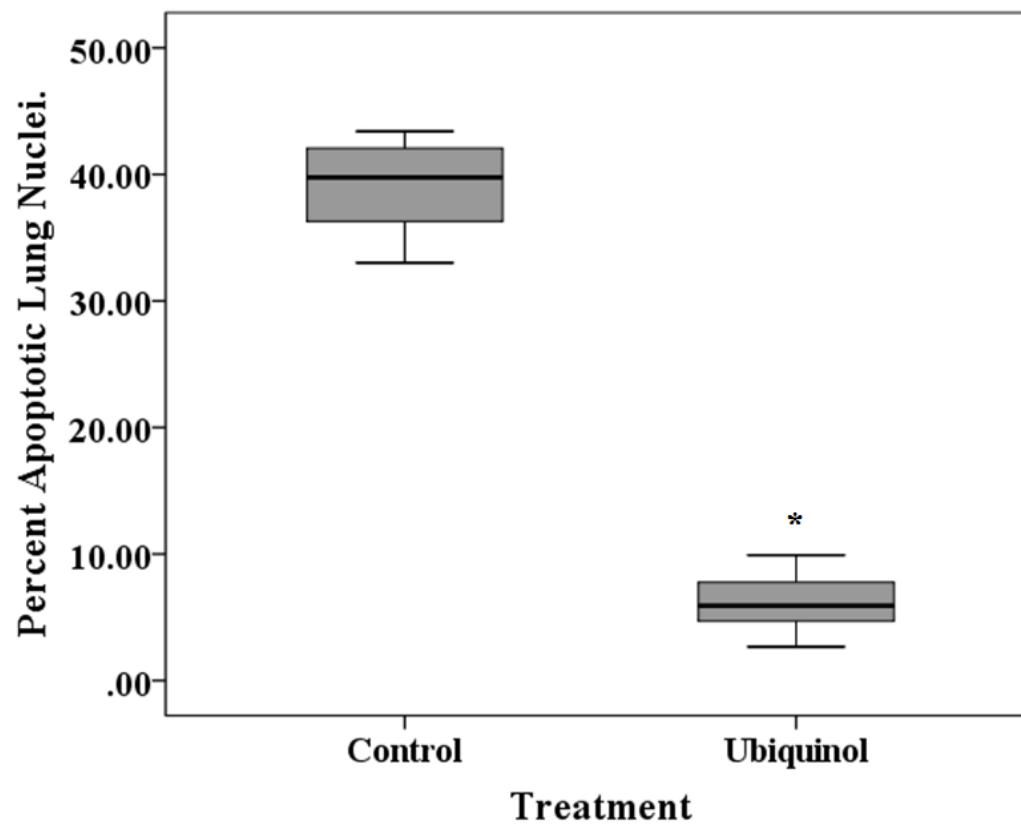 Percent Apoptotic Lung Nuclei.
50.00
40.00
30.00
20.00
10.00
.00
*
Control Ubiquinol
Treatment